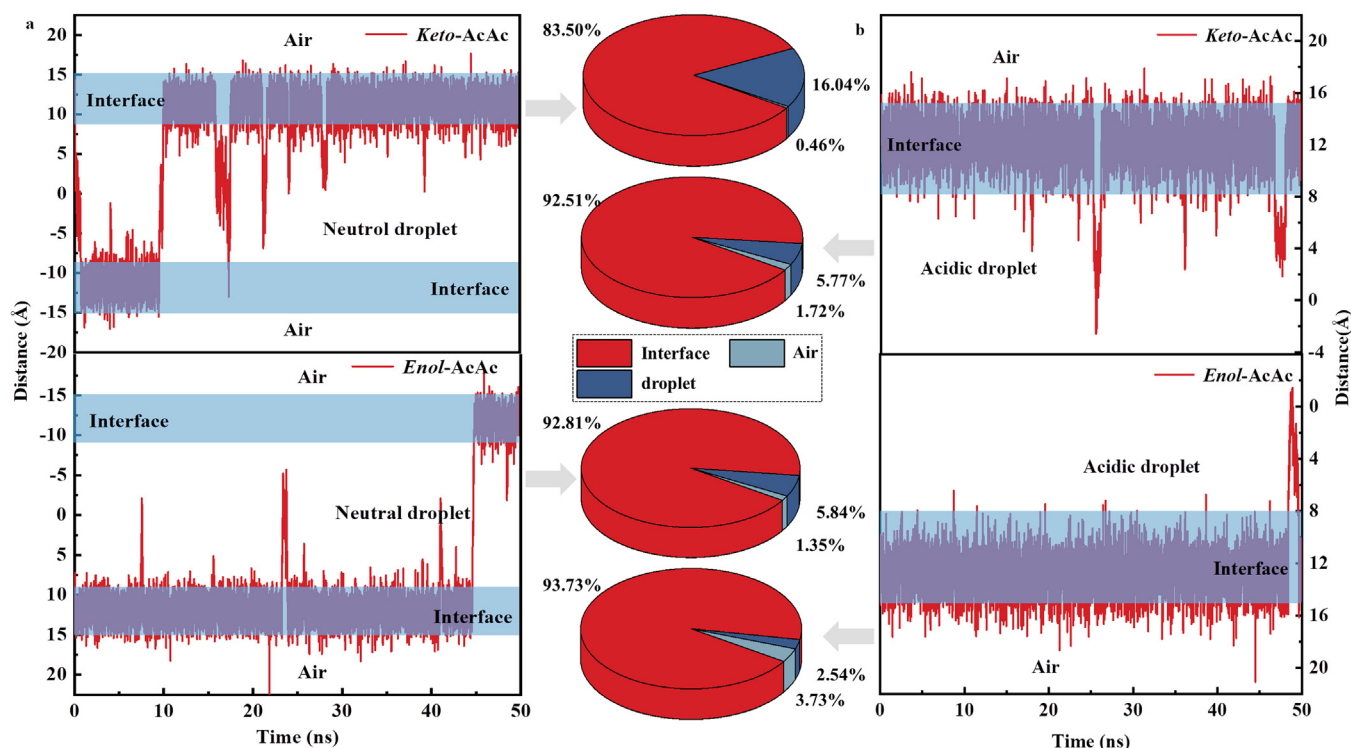 a
Keto-AcAc
Air
Interface
Neutrol droplet
Interface
Air
20
15
10
5
0
-5
-10
-15
-20
Distance (Å)
Enol-AcAc
Air
Interface
Neutral droplet
Interface
Air
-15
-10
-5
0
5
10
15
20
0 10 20 30 40 50
Time (ns)
83.50%
16.04%
0.46%
92.51%
5.77%
1.72%
Interface Air
droplet
92.81%
5.84%
1.35%
93.73%
2.54%
3.73%
b
Keto-AcAc
Air
Interface
Acidic droplet
20
16
12
8
4
0
-4
Distance(Å)
Enol-AcAc
Acidic droplet
Interface
Air
0
4
8
12
16
20
0 10 20 30 40 50
Time (ns)